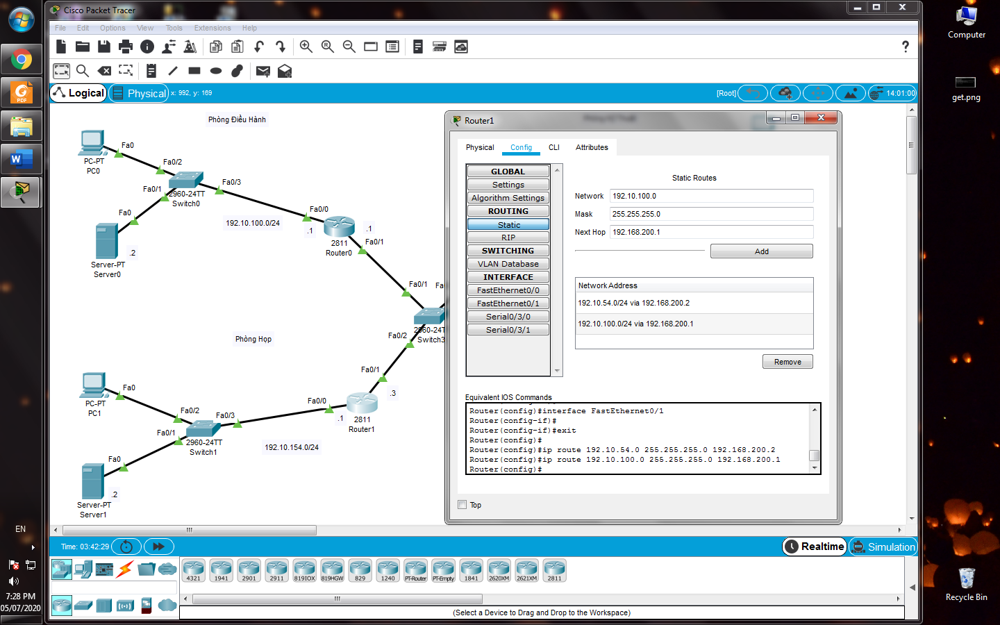 Cisco Packet Tracer
File Edit Options View Tools Extensions Help
Logical Physical x: 992, y: 189 [Root] 14:01:00
Phòng Điều Hành
Fa0
PC-PT
PC0
Fa0/2
Fa0/1
Fa0/3
2960-24TT
Switch0
Fa0
Server-PT
Server0
.2
192.10.100.0/24
Fa0/0
.1
.1
2811
Router0
Fa0/1
Fa0/1
Switch3
Fa0/2
Phòng Họp
Fa0/1
.3
Fa0
PC-PT
PC1
Fa0/2
Fa0/3
Fa0/1
2960-24TT
Switch1
Fa0/0
.1
2811
Router1
192.10.154.0/24
Fa0
.2
Server-PT
Server1
Router1
Physical Config CLI Attributes
GLOBAL
Settings
Algorithm Settings
ROUTING
Static
RIP
SWITCHING
VLAN Database
INTERFACE
FastEthernet0/0
FastEthernet0/1
Serial0/3/0
Serial0/3/1
Static Routes
Network 192.10.100.0
Mask 255.255.255.0
Next Hop 192.168.200.1
Add
Network Address
192.10.54.0/24 via 192.168.200.2
192.10.100.0/24 via 192.168.200.1
Remove
Equivalent IOS Commands
Router(config)#interface FastEthernet0/1
Router(config-if)#
Router(config-if)#exit
Router(config)#
Router(config)#ip route 192.10.54.0 255.255.255.0 192.168.200.2
Router(config)#ip route 192.10.100.0 255.255.255.0 192.168.200.1
Router(config)#
Top
Time: 03:42:29
Realtime Simulation
4321 1941 2901 2911 819IOX 819HGW 829 1240 PT-Router PT-Empty 1841 2620XM 2621XM 2811
(Select a Device to Drag and Drop to the Workspace)
Computer
get.png
Recycle Bin
PDF
EN
7:28 PM
05/07/2020